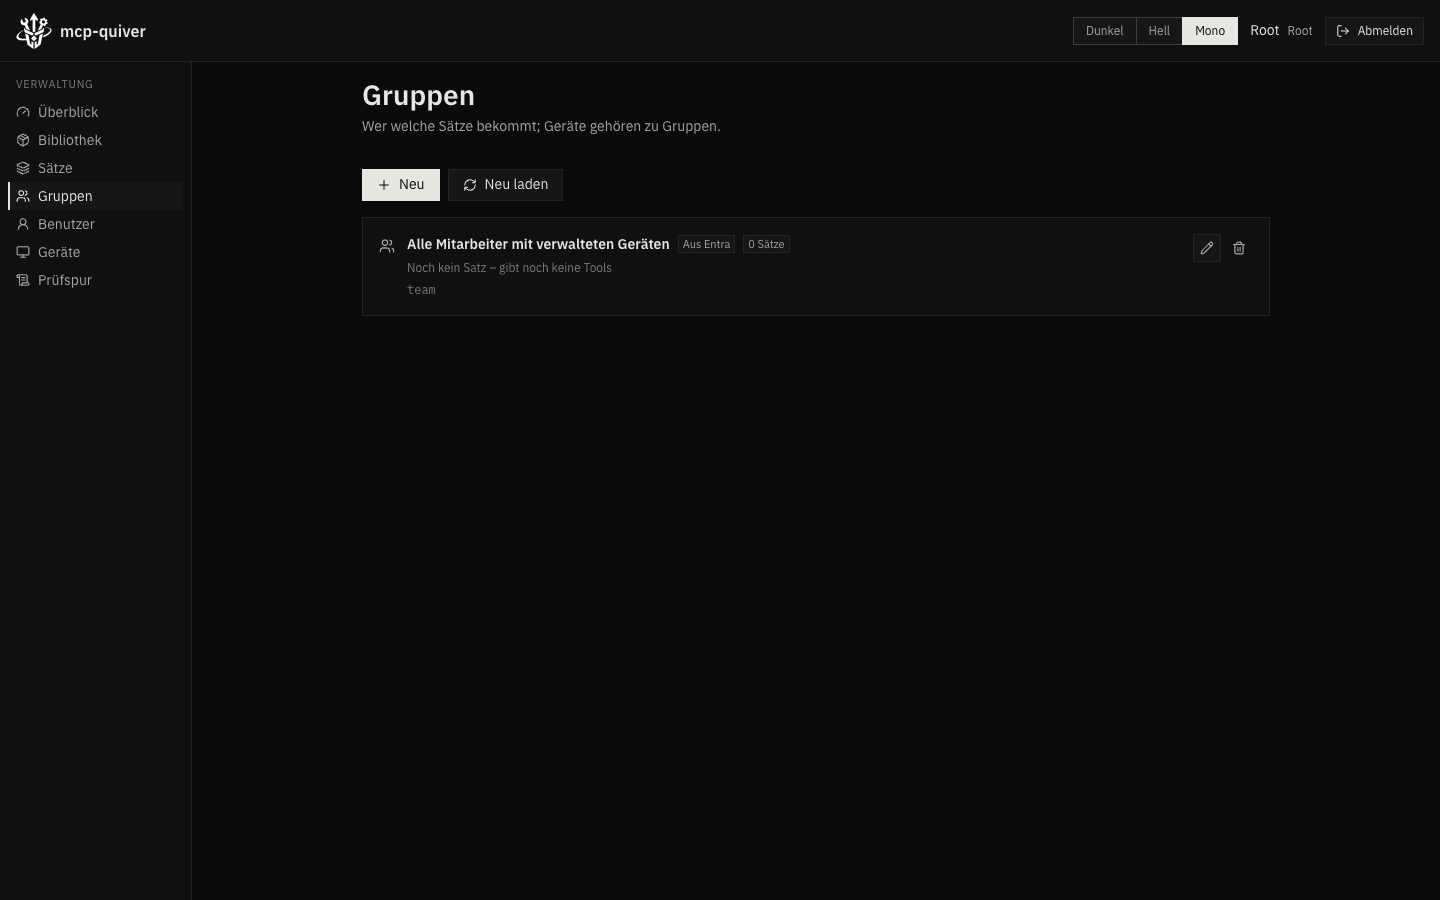 mcp-quiver
Dunkel Hell Mono Root Root Abmelden
VERWALTUNG
Überblick
Bibliothek
Sätze
Gruppen
Benutzer
Geräte
Prüfspur
Gruppen
Wer welche Sätze bekommt; Geräte gehören zu Gruppen.
Neu Neu laden
Alle Mitarbeiter mit verwalteten Geräten Aus Entra 0 Sätze
Noch kein Satz – gibt noch keine Tools
team